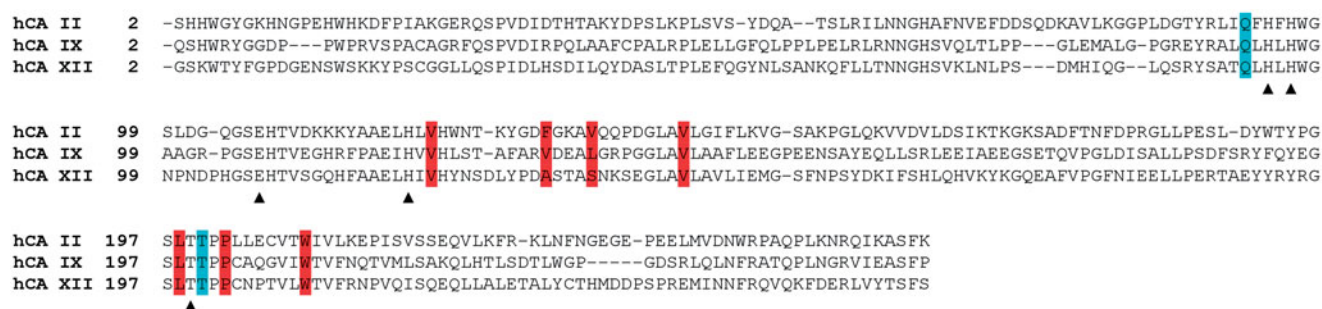 hCA II 2 -SHHWGYGKHNGPEHWHKDFPIAKGERQSPVDIDTHTAKYDPSLKPLSVS-YDQA--TSLRILNNGHAFNVEFDDSQDKAVLKGGPLDGTYRLIQFHFHWG
hCA IX 2 -QSHWRYGGDP---PWPRVSPACAGRFQSPVDIRPQLAAFCPALRPLELLGFQLPPLPELRLRNNGHSVQLTLPP---GLEMALG-PGREYRALQLHLHWG
hCA XII 2 -GSKWTYFGPDGENSWSKKYPSCGGLLQSPIDLHSDILQYDASLTPLEFQGYNLSANKQFLLTNNGHSVKLNLPS---DMHIQG--LQSRYSATQLHLHWG
▲ ▲
hCA II 99 SLDG-QGSEHTVDKKKYAAELHLVHWNT-KYGDFGKAVQQPDGLAVLGIFLKVG-SAKPGLQKVVDVLDSIKTKGKSADFTNFDPRGLLPESL-DYWTYPG
hCA IX 99 AAGRPGSEHTVEGHRFPAEIHVVHLST-AFARVDEALGRPGGLAVLAAFLEEGPEENSAYEQLLSRLEEIAEEGSETQVPGLDISALLPSDFSRYFQYEG
hCA XII 99 NPNDPHGSEHTVSGQHFAAELHIVHYNSDLYPDASTASNKSEGLAVLAVLIEMG-SFNPSYDKIFSHLQHVKYKGQEAFVPGFNIEELLPERTAEYYRYRG
▲ ▲
hCA II 197 SLTTPPLLECVTWIVLKEPISVSSEQVLKFR-KLNFNGEGE-PEELMVDNWRPAQPLKNRQIKASFK
hCA IX 197 SLTTPPCAQGVIWTVFNQTVMLSAKQLHTLSDTLWGP-----GDSRLQLNFRATQPLNGRVIEASFP
hCA XII 197 SLTTPPCNPTVLWTVFRNPVQISQEQLLALETALYCTHMDDPSPREMINNFRQVQKFDERLVYTSFS
▲